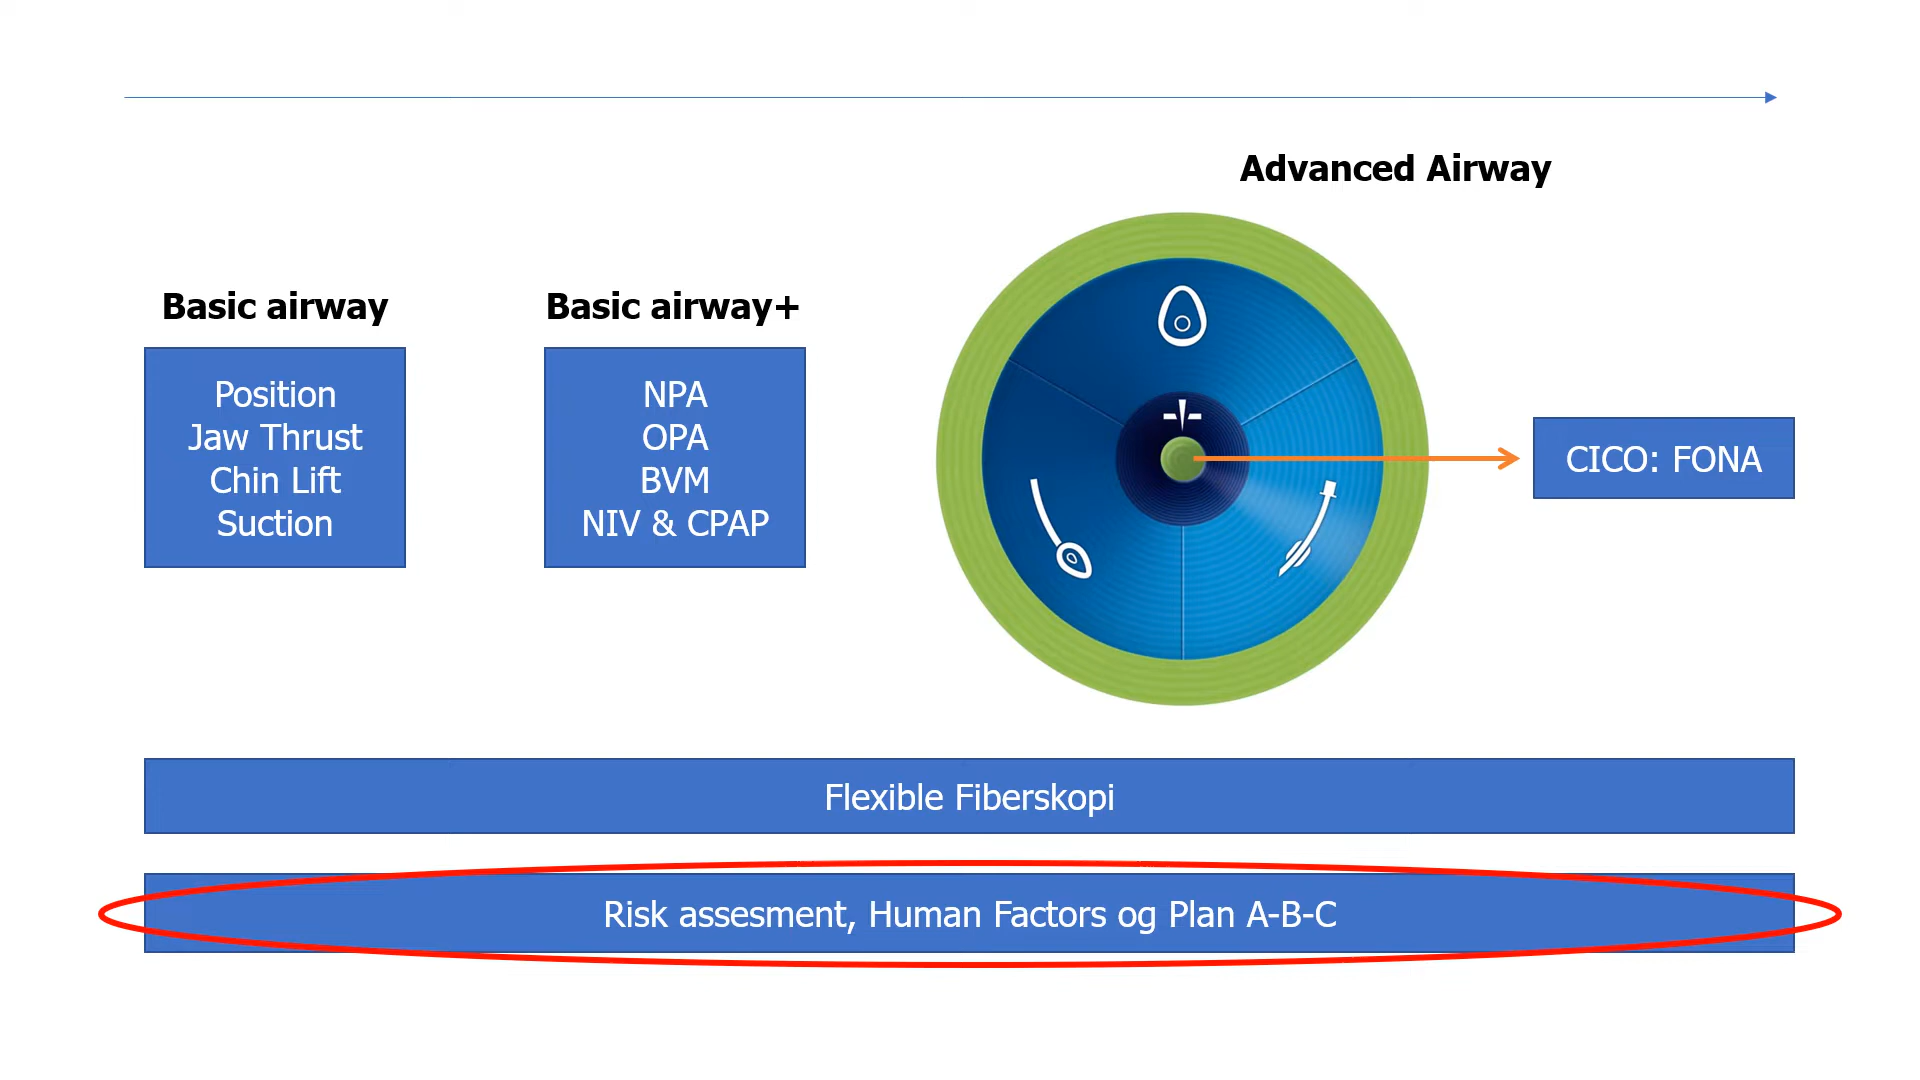 Advanced Airway
Basic airway
Basic airway+
Position
Jaw Thrust
Chin Lift
Suction
NPA
OPA
BVM
NIV & CPAP
CICO: FONA
Flexible Fiberskopi
Risk assesment, Human Factors og Plan A-B-C